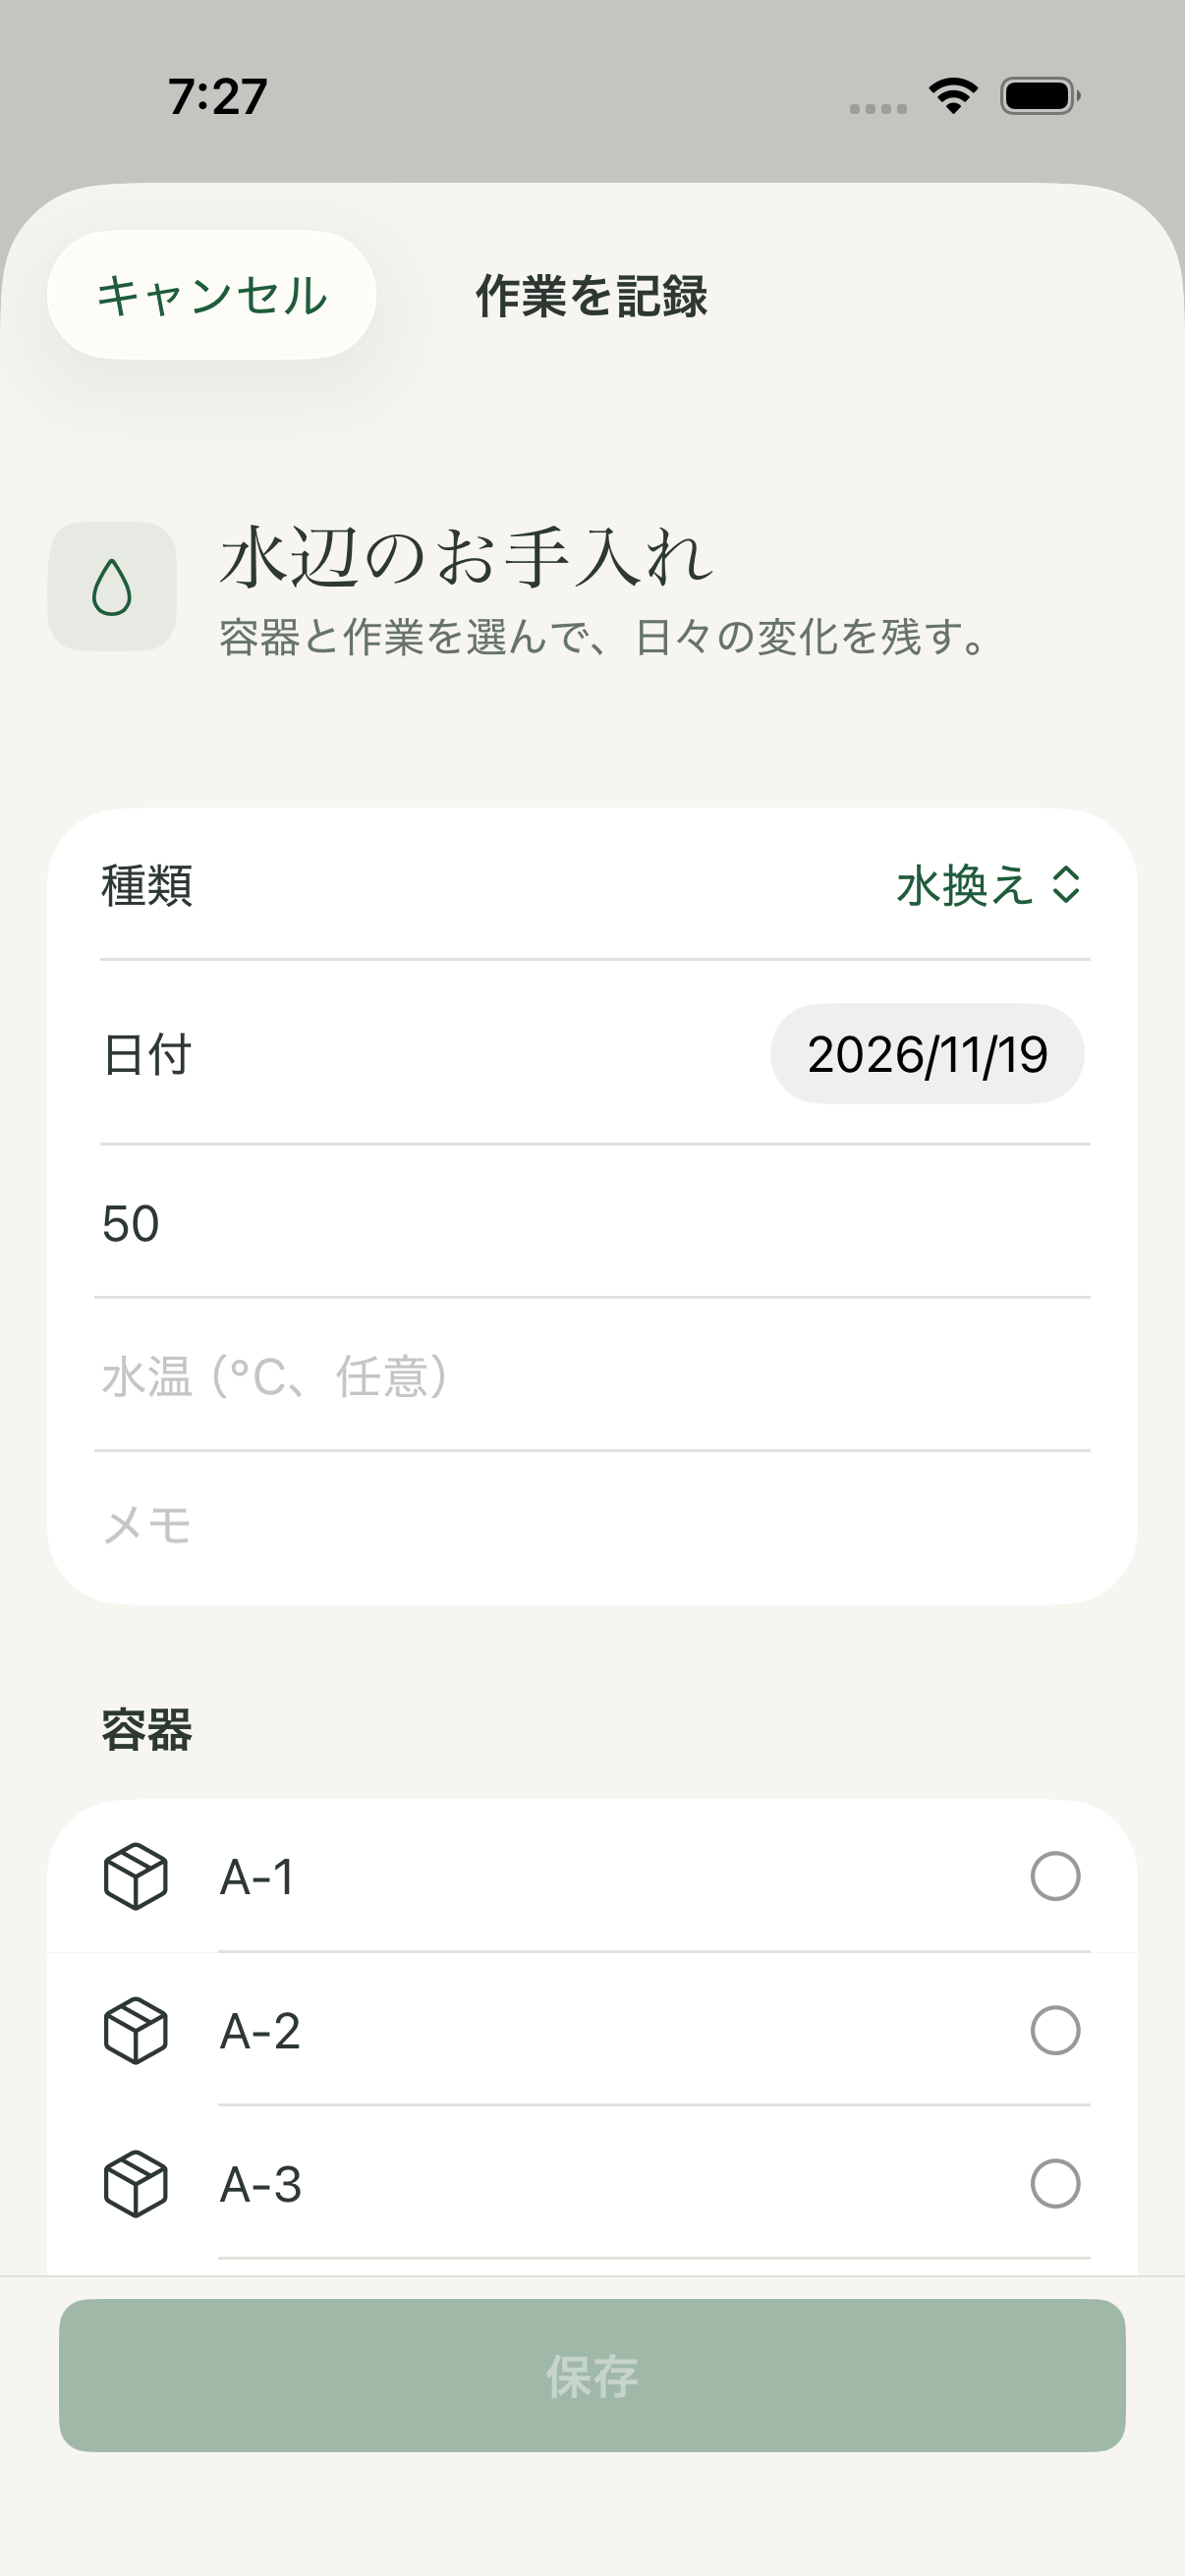 7:27
キャンセル
作業を記録
水辺のお手入れ
容器と作業を選んで、日々の変化を残す。
種類
水換え
日付
2026/11/19
50
水温（°C、任意）
メモ
容器
A-1
A-2
A-3
保存